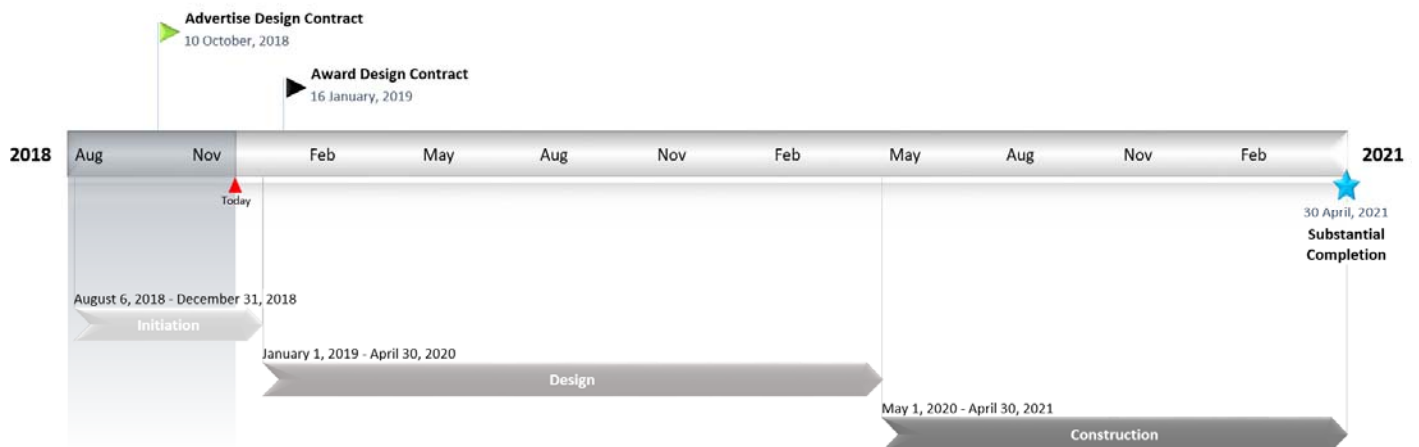 Advertise Design Contract
10 October, 2018
Award Design Contract
16 January, 2019
2018 Aug Nov Feb May Aug Nov Feb May Aug Nov Feb 2021
Today
30 April, 2021
Substantial
Completion
August 6, 2018 - December 31, 2018
Initiation
January 1, 2019 - April 30, 2020
Design
May 1, 2020 - April 30, 2021
Construction